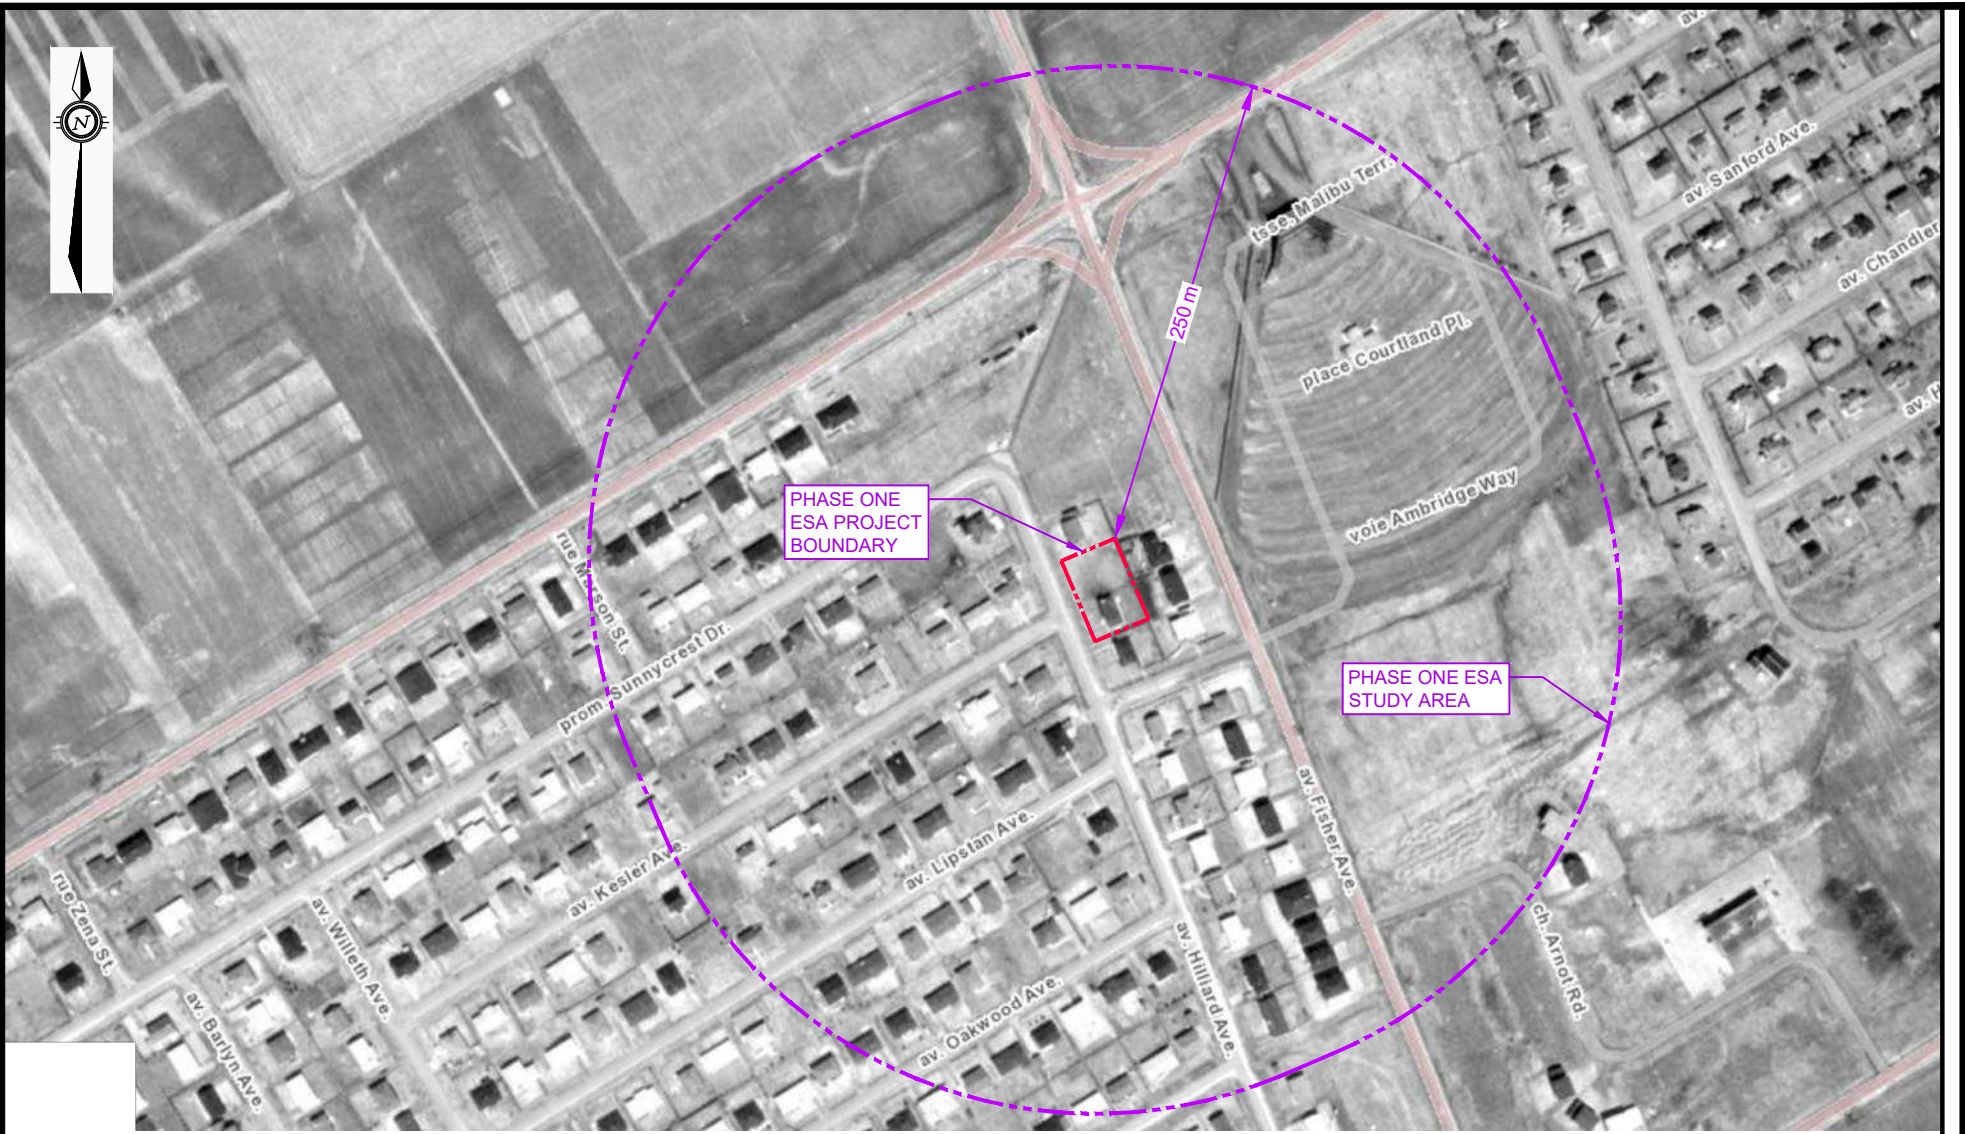 N
av. Sanford Ave.
tsse. Malibu Terr.
av. Chandler
250 m
place Courtland Pl.
av. H
voie Ambridge Way
PHASE ONE
ESA PROJECT
BOUNDARY
rue Mason St.
prom. Sunnycrest Dr.
PHASE ONE ESA
STUDY AREA
av. Fisher Ave.
av. Lipstan Ave.
av. Kesler Ave.
rue Zena St.
av. Willeth Ave.
ch. Arnot Rd.
av. Hilliard Ave.
av. Oakwood Ave.
av. Barlyn Ave.